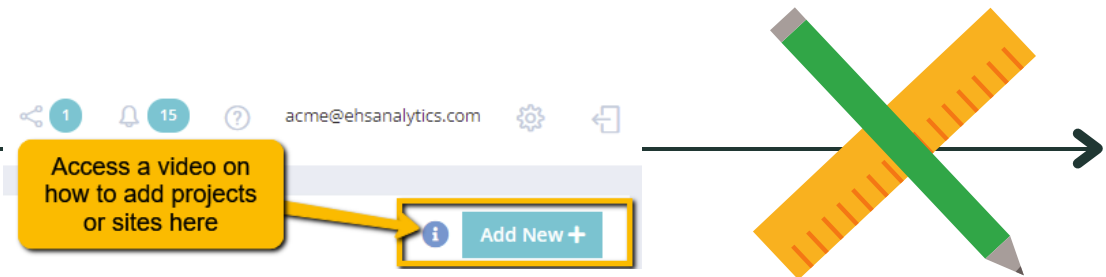 1
15
?
acme@ehsanalytics.com
Access a video on
how to add projects
or sites here
i
Add New +